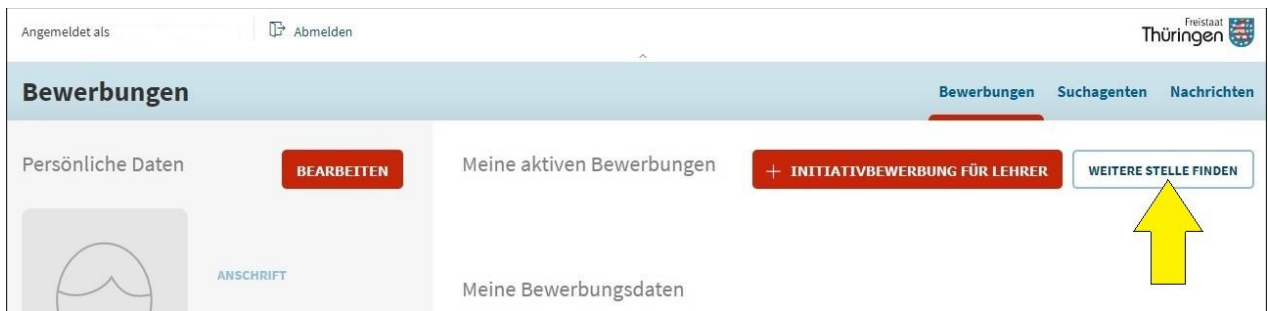 Angemeldet als
Abmelden
Freistaat
Thüringen
Bewerbungen
Bewerbungen Suchagenten Nachrichten
Persönliche Daten
BEARBEITEN
Meine aktiven Bewerbungen
+ INITIATIVBEWERBUNG FÜR LEHRER
WEITERE STELLE FINDEN
ANSCHRIFT
Meine Bewerbungsdaten